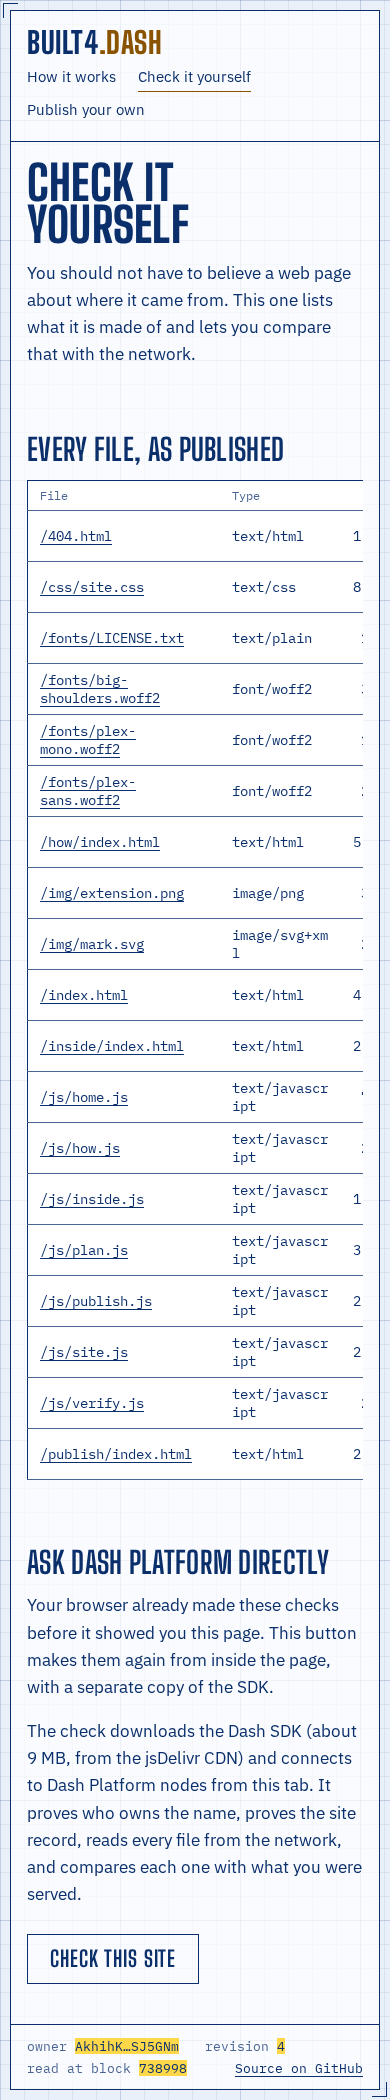 BUILT4.DASH
How it works Check it yourself
Publish your own
CHECK IT
YOURSELF
You should not have to believe a web page
about where it came from. This one lists
what it is made of and lets you compare
that with the network.
EVERY FILE, AS PUBLISHED
File Type
/404.html text/html 1
/css/site.css text/css 8
/fonts/LICENSE.txt text/plain
/fonts/big-
shoulders.woff2 font/woff2
/fonts/plex-
mono.woff2 font/woff2
/fonts/plex-
sans.woff2 font/woff2
/how/index.html text/html 5
/img/extension.png image/png
/img/mark.svg image/svg+xm
l
/index.html text/html 4
/inside/index.html text/html 2
/js/home.js text/javascr
ipt
/js/how.js text/javascr
ipt
/js/inside.js text/javascr
ipt 1
/js/plan.js text/javascr
ipt 3
/js/publish.js text/javascr
ipt 2
/js/site.js text/javascr
ipt 2
/js/verify.js text/javascr
ipt
/publish/index.html text/html 2
ASK DASH PLATFORM DIRECTLY
Your browser already made these checks
before it showed you this page. This button
makes them again from inside the page,
with a separate copy of the SDK.
The check downloads the Dash SDK (about
9 MB, from the jsDelivr CDN) and connects
to Dash Platform nodes from this tab. It
proves who owns the name, proves the site
record, reads every file from the network,
and compares each one with what you were
served.
CHECK THIS SITE
owner AkhihK…SJ5GNm revision 4
read at block 738998 Source on GitHub